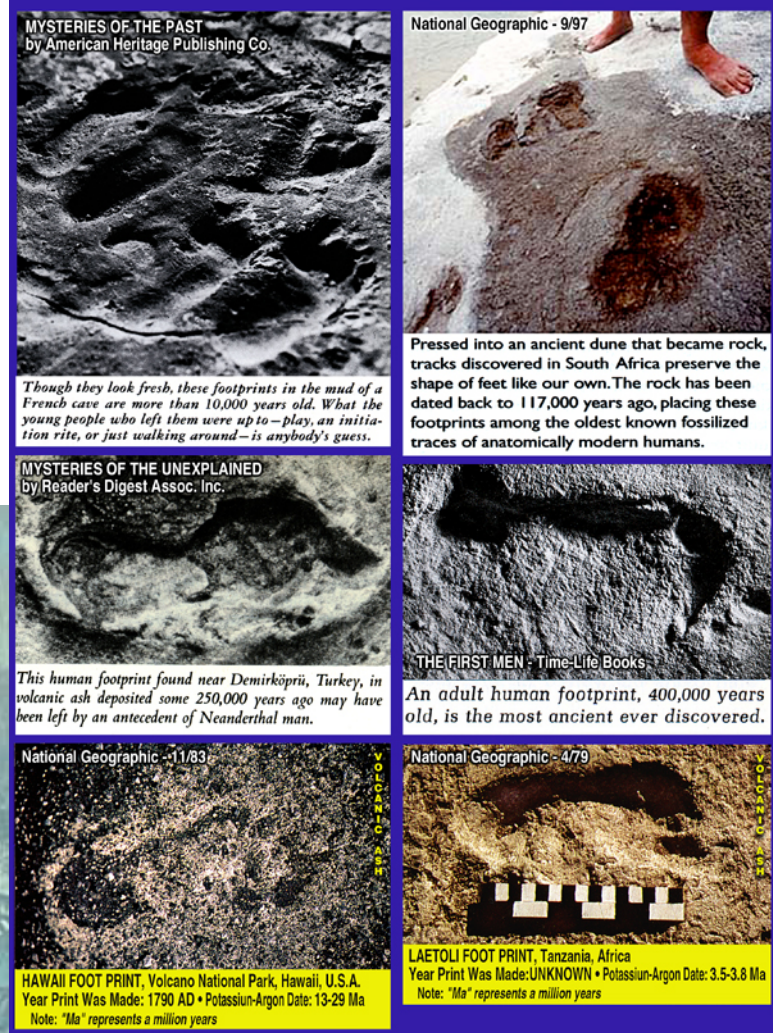 MYSTERIES OF THE PAST
by American Heritage Publishing Co.
Though they look fresh, these footprints in the mud of a
French cave are more than 10,000 years old. What the
young people who left them were up to—play, an initia-
tion rite, or just walking around—is anybody's guess.
National Geographic - 9/97
Pressed into an ancient dune that became rock,
tracks discovered in South Africa preserve the
shape of feet like our own. The rock has been
dated back to 117,000 years ago, placing these
footprints among the oldest known fossilized
traces of anatomically modern humans.
MYSTERIES OF THE UNEXPLAINED
by Reader's Digest Assoc. Inc.
This human footprint found near Demirköprü, Turkey, in
volcanic ash deposited some 250,000 years ago may have
been left by an antecedent of Neanderthal man.
THE FIRST MEN - Time-Life Books
An adult human footprint, 400,000 years
old, is the most ancient ever discovered.
National Geographic - 11/83
VOLCANIC ASH
HAWAII FOOT PRINT, Volcano National Park, Hawaii, U.S.A.
Year Print Was Made: 1790 AD • Potassiun-Argon Date: 13-29 Ma
Note: "Ma" represents a million years
National Geographic - 4/79
VOLCANIC ASH
LAETOLI FOOT PRINT, Tanzania, Africa
Year Print Was Made:UNKNOWN • Potassiun-Argon Date: 3.5-3.8 Ma
Note: "Ma" represents a million years